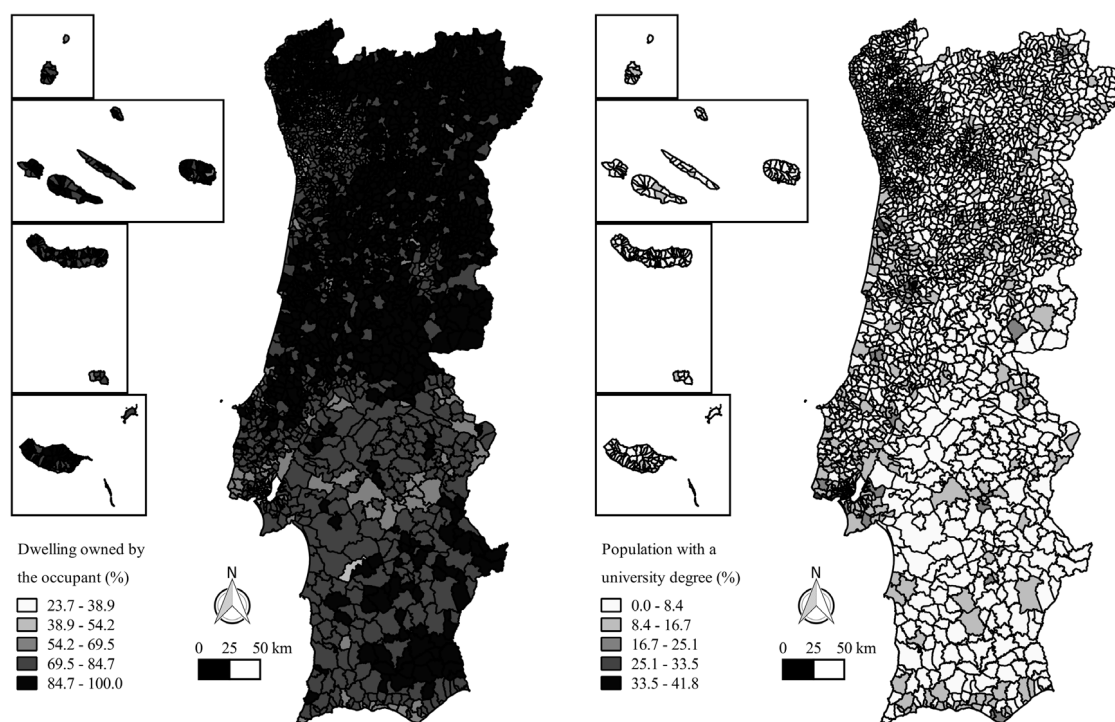 Dwelling owned by
the occupant (%)
23.7 - 38.9
38.9 - 54.2
54.2 - 69.5
69.5 - 84.7
84.7 - 100.0
N
0 25 50 km
Population with a
university degree (%)
0.0 - 8.4
8.4 - 16.7
16.7 - 25.1
25.1 - 33.5
33.5 - 41.8
N
0 25 50 km